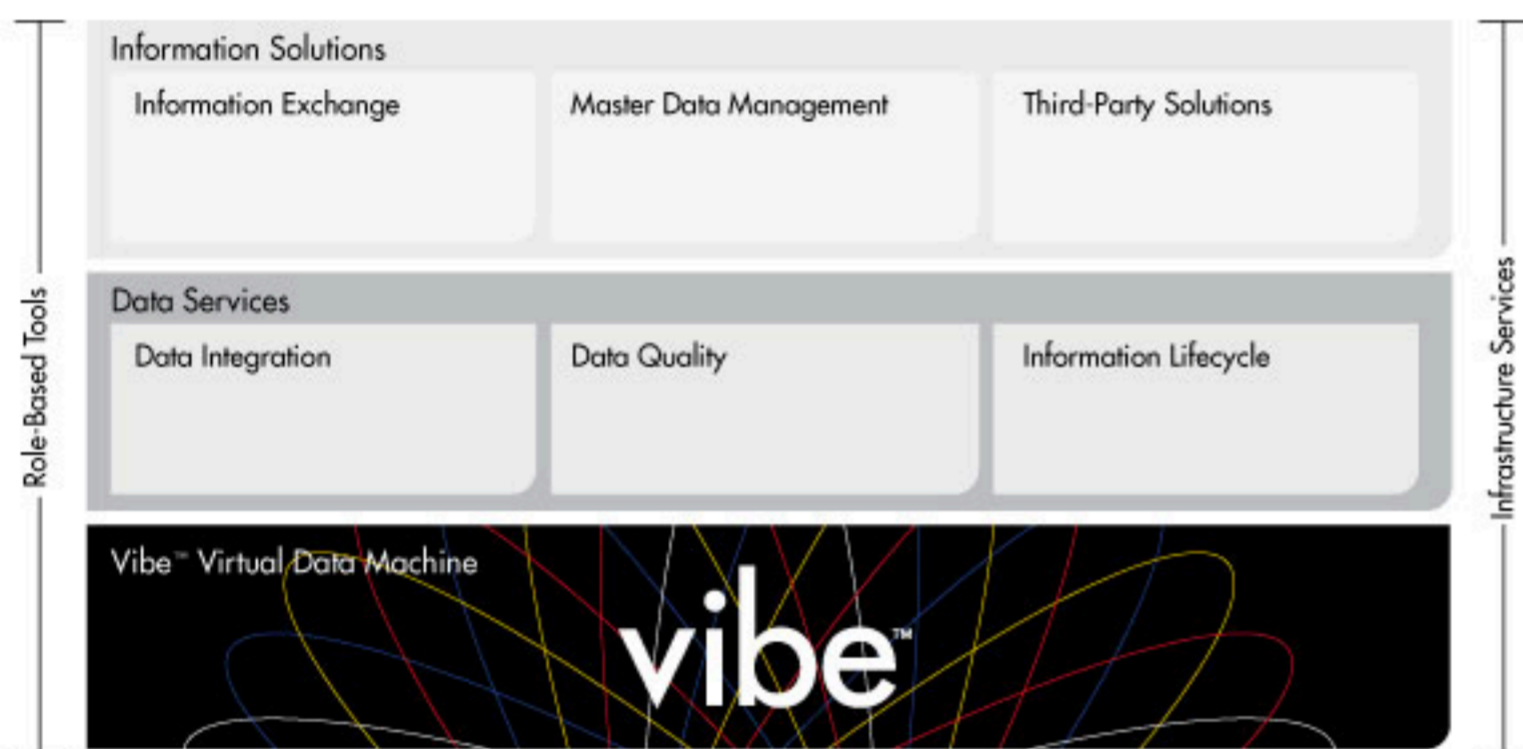 Information Solutions
Information Exchange
Master Data Management
Third-Party Solutions
Role-Based Tools
Data Services
Data Integration
Data Quality
Information Lifecycle
Infrastructure Services
Vibe™ Virtual Data Machine
vibe™